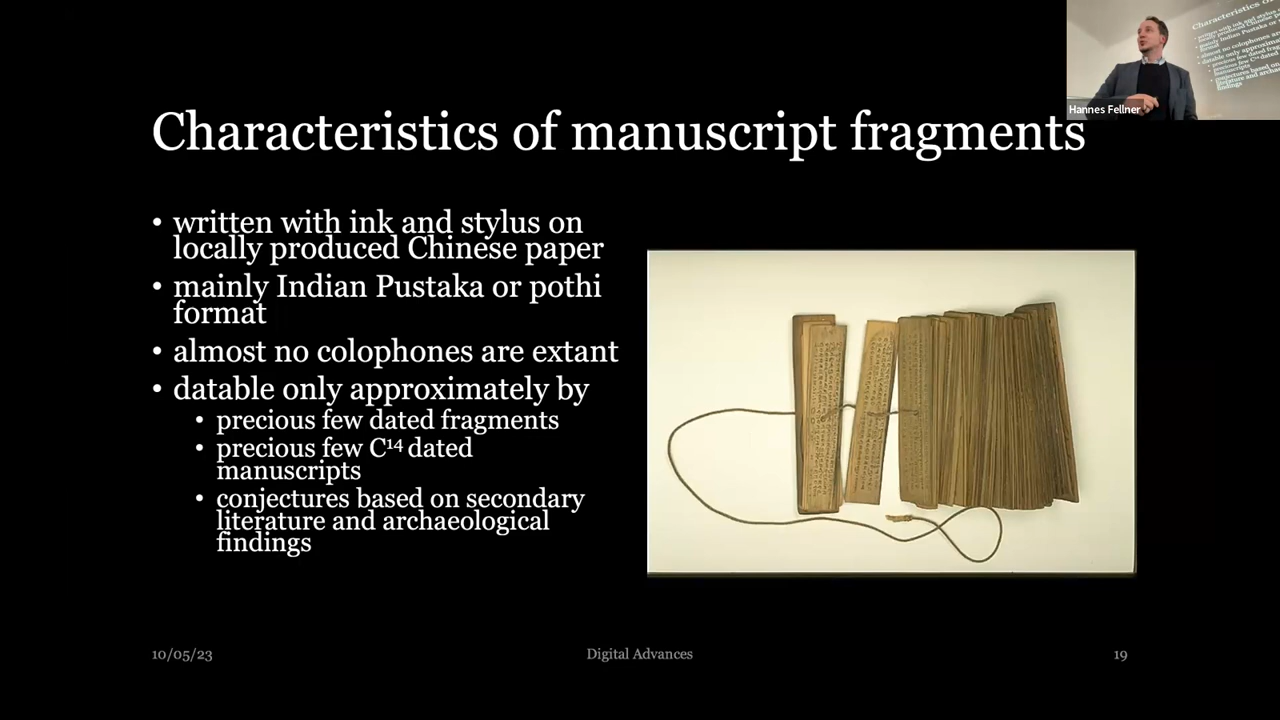 Characteristics of manuscript fragments
• written with ink and stylus on
locally produced Chinese paper
• mainly Indian Pustaka or pothi
format
• almost no colophones are extant
• datable only approximately by
• precious few dated fragments
• precious few C¹⁴ dated
manuscripts
• conjectures based on secondary
literature and archaeological
findings
10/05/23
Digital Advances
19
Hannes Fellner